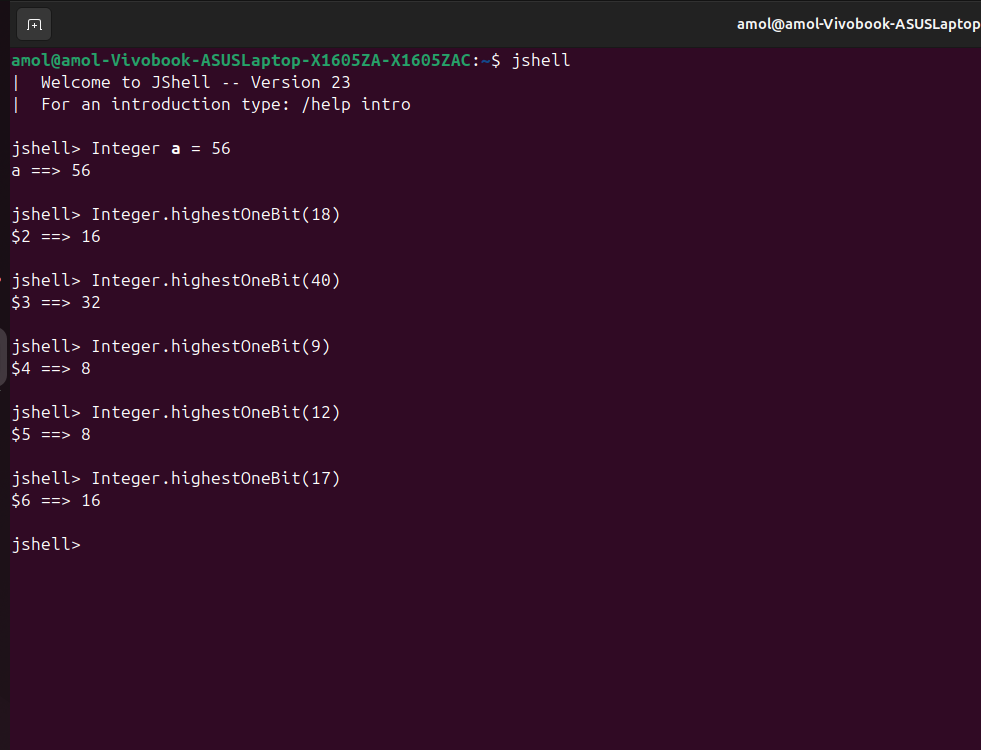 amol@amol-Vivobook-ASUSLaptop
amol@amol-Vivobook-ASUSLaptop-X1605ZA-X1605ZAC:~$ jshell
|  Welcome to JShell -- Version 23
|  For an introduction type: /help intro
jshell> Integer a = 56
a ==> 56
jshell> Integer.highestOneBit(18)
$2 ==> 16
jshell> Integer.highestOneBit(40)
$3 ==> 32
jshell> Integer.highestOneBit(9)
$4 ==> 8
jshell> Integer.highestOneBit(12)
$5 ==> 8
jshell> Integer.highestOneBit(17)
$6 ==> 16
jshell>